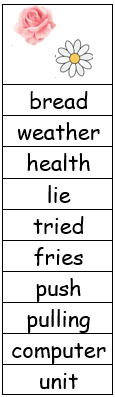 bread
weather
health
lie
tried
fries
push
pulling
computer
unit